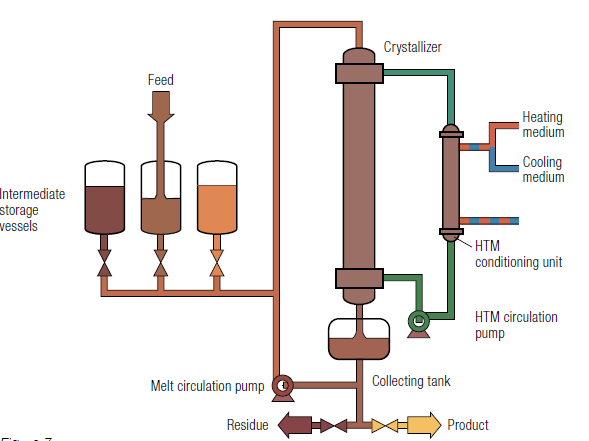 Crystallizer
Feed
Heating
medium
Cooling
medium
Intermediate
storage
vessels
HTM
conditioning unit
HTM circulation
pump
Melt circulation pump
Collecting tank
Residue
Product